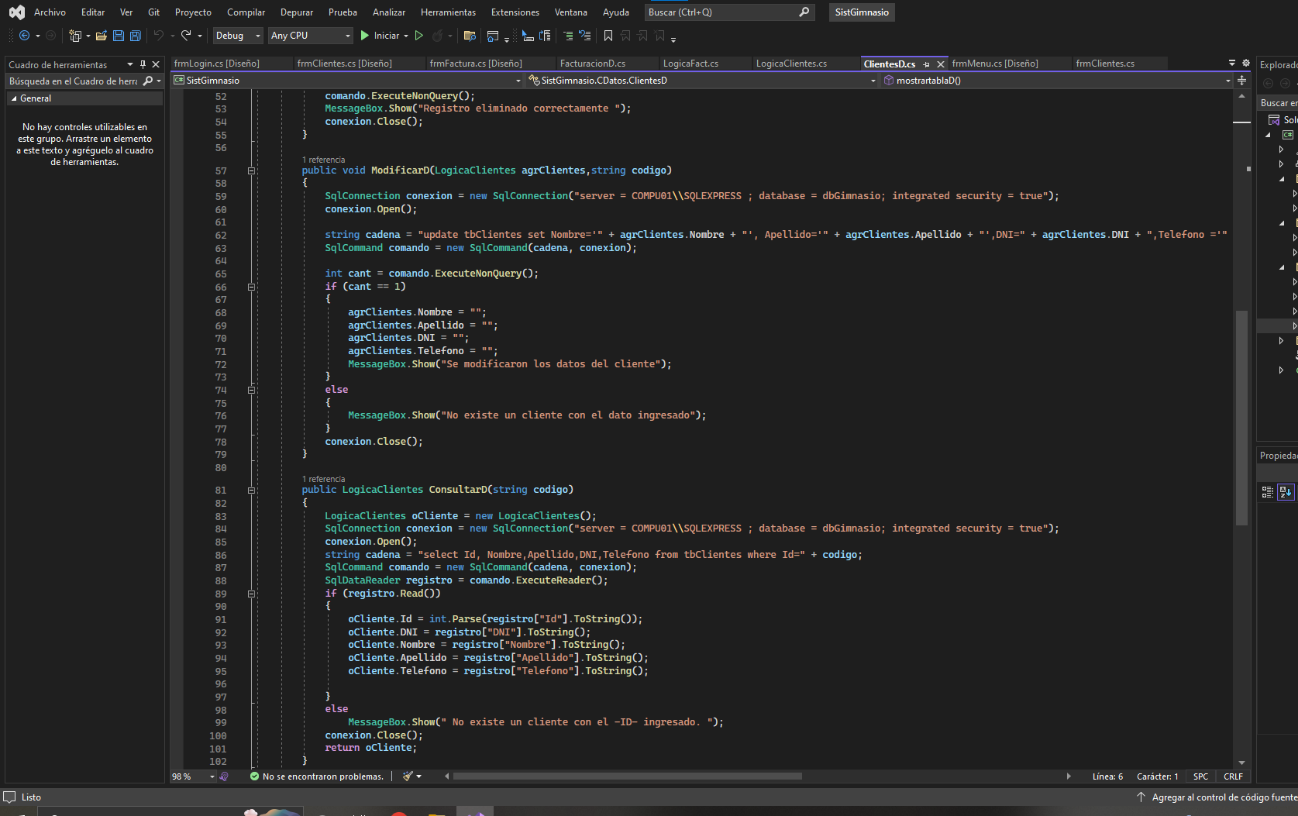 Archivo Editar Ver Git Proyecto Compilar Depurar Prueba Analizar Herramientas Extensiones Ventana Ayuda Buscar (Ctrl+Q) SistGimnasio
Debug Any CPU Iniciar
Cuadro de herramientas
Búsqueda en el Cuadro de herra
General
No hay controles utilizables en
este grupo. Arrastre un elemento
a este texto y agréguelo al cuadro
de herramientas.
frmLogin.cs [Diseño] frmClientes.cs [Diseño] frmFactura.cs [Diseño] FacturacionD.cs LogicaFact.cs LogicaClientes.cs ClientesD.cs frmMenu.cs [Diseño] frmClientes.cs
SistGimnasio SistGimnasio.CDatos.ClientesD mostrartablaD()
52 comando.ExecuteNonQuery();
53 MessageBox.Show("Registro eliminado correctamente ");
54 conexion.Close();
55 }
56
1 referencia
57 public void ModificarD(LogicaClientes agrClientes,string codigo)
58 {
59 SqlConnection conexion = new SqlConnection("server = COMPU01\\SQLEXPRESS ; database = dbGimnasio; integrated security = true");
60 conexion.Open();
61
62 string cadena = "update tbClientes set Nombre='" + agrClientes.Nombre + "', Apellido='" + agrClientes.Apellido + "',DNI=" + agrClientes.DNI + ",Telefono ='"
63 SqlCommand comando = new SqlCommand(cadena, conexion);
64
65 int cant = comando.ExecuteNonQuery();
66 if (cant == 1)
67 {
68 agrClientes.Nombre = "";
69 agrClientes.Apellido = "";
70 agrClientes.DNI = "";
71 agrClientes.Telefono = "";
72 MessageBox.Show("Se modificaron los datos del cliente");
73 }
74 else
75 {
76 MessageBox.Show("No existe un cliente con el dato ingresado");
77 }
78 conexion.Close();
79 }
80
1 referencia
81 public LogicaClientes ConsultarD(string codigo)
82 {
83 LogicaClientes oCliente = new LogicaClientes();
84 SqlConnection conexion = new SqlConnection("server = COMPU01\\SQLEXPRESS ; database = dbGimnasio; integrated security = true");
85 conexion.Open();
86 string cadena = "select Id, Nombre,Apellido,DNI,Telefono from tbClientes where Id=" + codigo;
87 SqlCommand comando = new SqlCommand(cadena, conexion);
88 SqlDataReader registro = comando.ExecuteReader();
89 if (registro.Read())
90 {
91 oCliente.Id = int.Parse(registro["Id"].ToString());
92 oCliente.DNI = registro["DNI"].ToString();
93 oCliente.Nombre = registro["Nombre"].ToString();
94 oCliente.Apellido = registro["Apellido"].ToString();
95 oCliente.Telefono = registro["Telefono"].ToString();
96
97 }
98 else
99 MessageBox.Show(" No existe un cliente con el -ID- ingresado. ");
100 conexion.Close();
101 return oCliente;
102 }
98 % No se encontraron problemas. Línea: 6 Carácter: 1 SPC CRLF
Explorado
Buscar en
Solu
Propiedad
Listo Agregar al control de código fuente